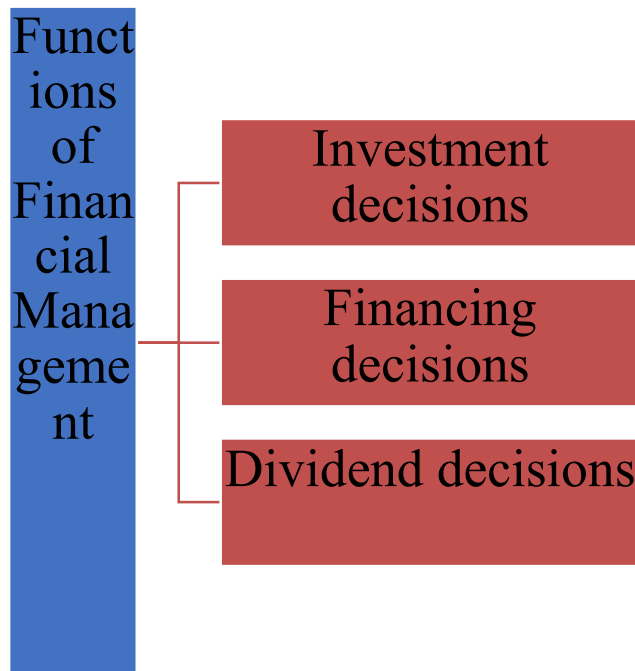 Funct
ions
of
Finan
cial
Mana
geme
nt
Investment
decisions
Financing
decisions
Dividend decisions